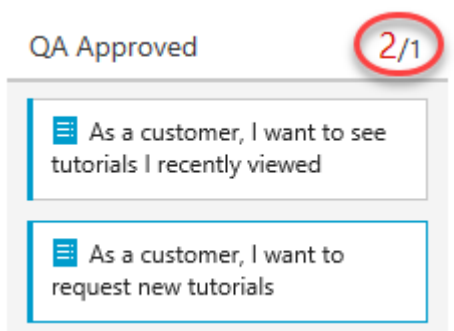 QA Approved 2/1
As a customer, I want to see
tutorials I recently viewed
As a customer, I want to
request new tutorials